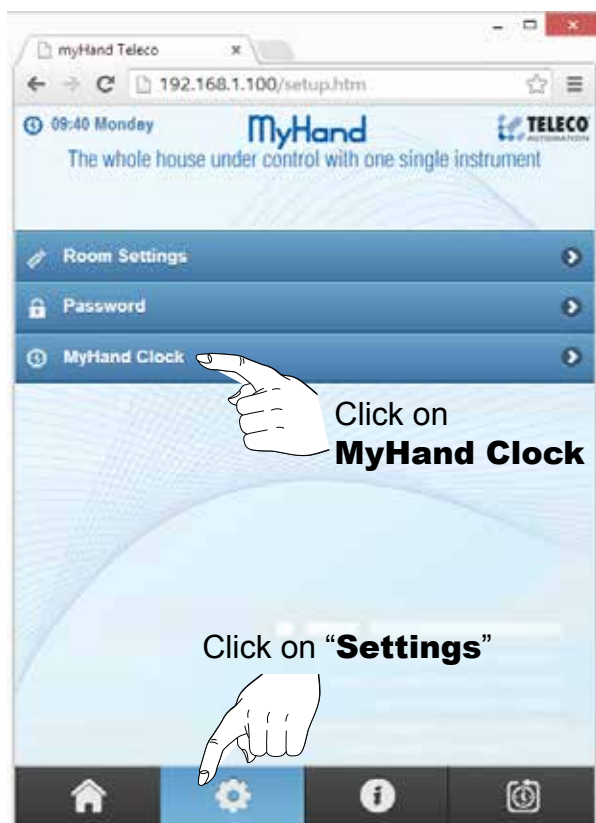 myHand Teleco
192.168.1.100/setup.htm
09:40 Monday
MyHand
TELECO
AUTOMATION
The whole house under control with one single instrument
Room Settings
Password
MyHand Clock
Click on
MyHand Clock
Click on “Settings”